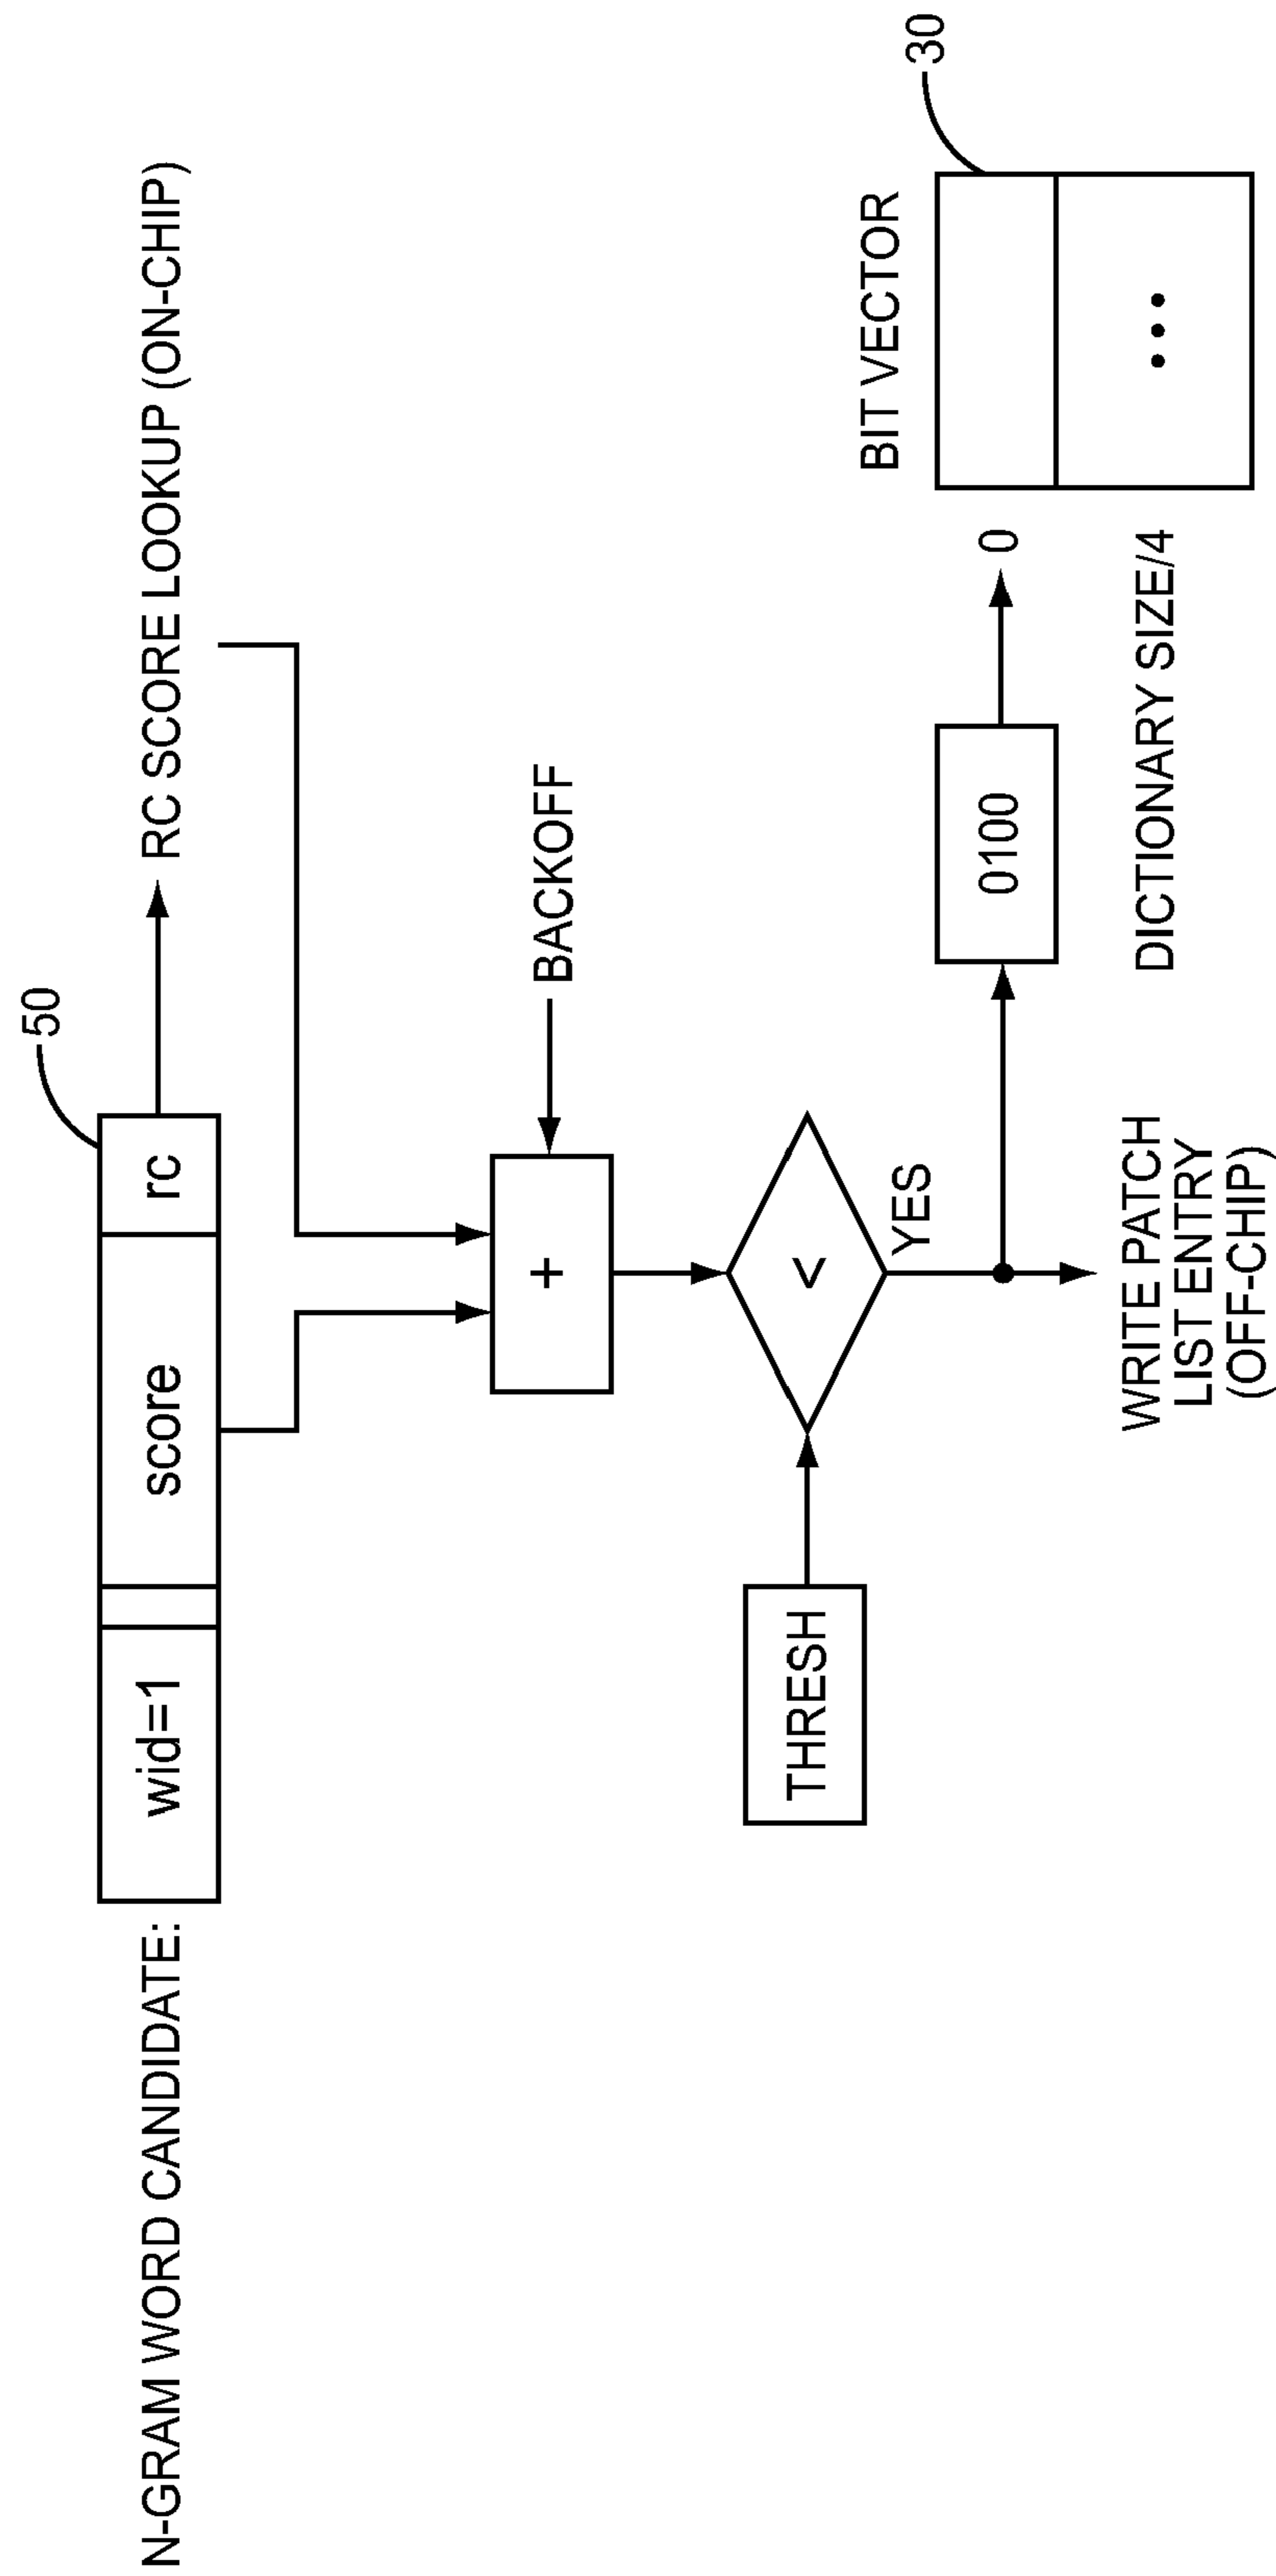 50
N-GRAM WORD CANDIDATE:
wid=1
score
rc
RC SCORE LOOKUP (ON-CHIP)
+
BACKOFF
THRESH
<
YES
BIT VECTOR
30
0100
0
DICTIONARY SIZE/4
•••
WRITE PATCH
LIST ENTRY
(OFF-CHIP)